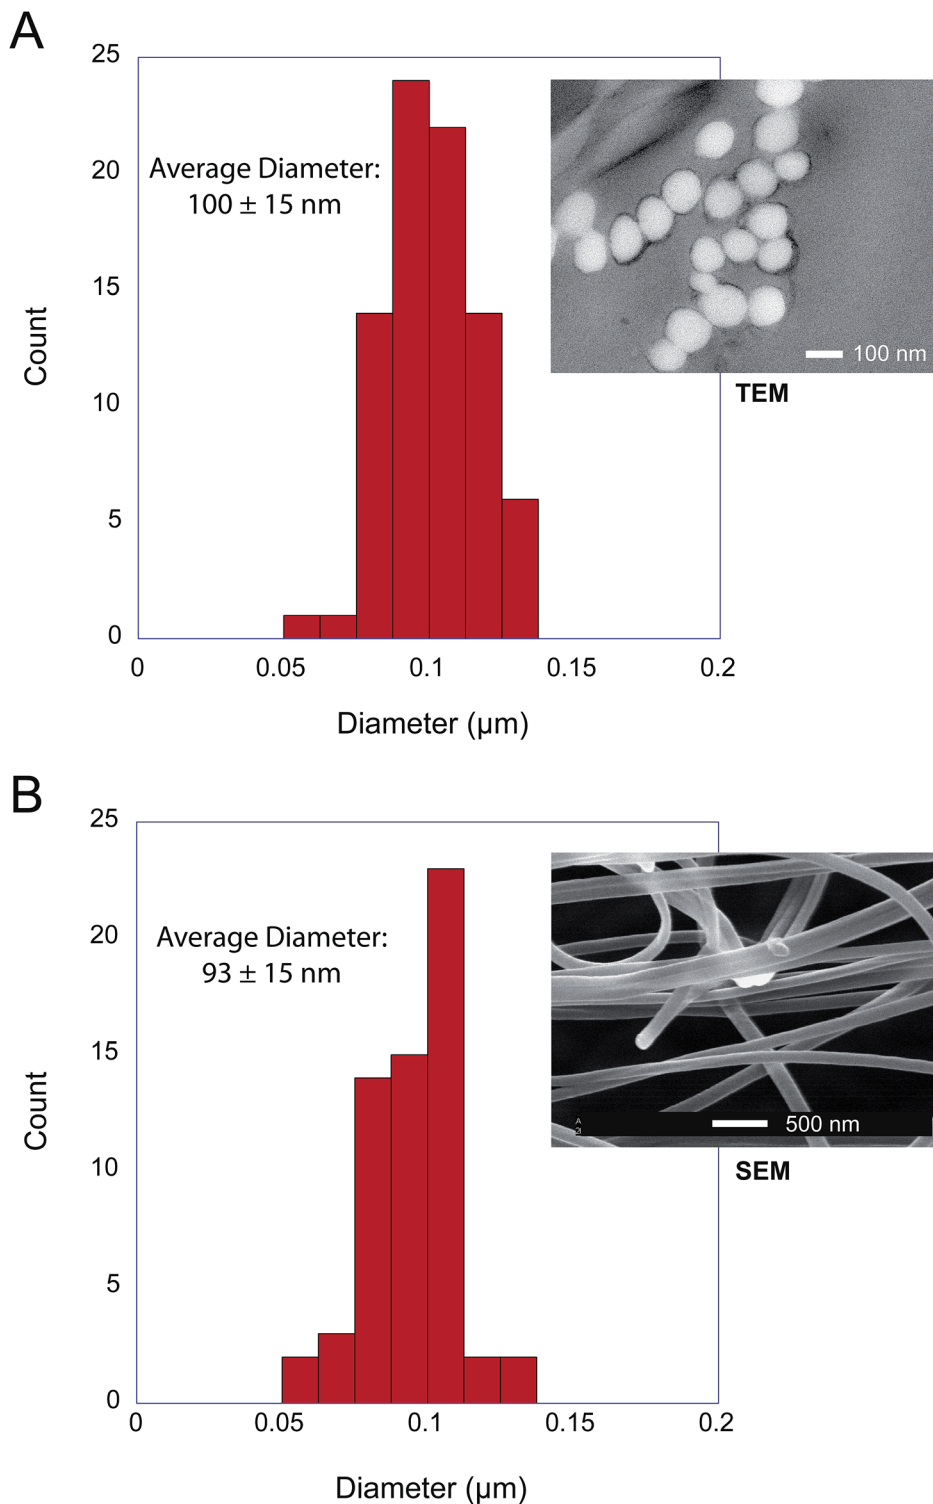 A
25
20
15
10
5
0
Count
Average Diameter:
100 ± 15 nm
100 nm
TEM
0 0.05 0.1 0.15 0.2
Diameter (µm)
B
25
20
15
10
5
0
Count
Average Diameter:
93 ± 15 nm
500 nm
SEM
0 0.05 0.1 0.15 0.2
Diameter (µm)